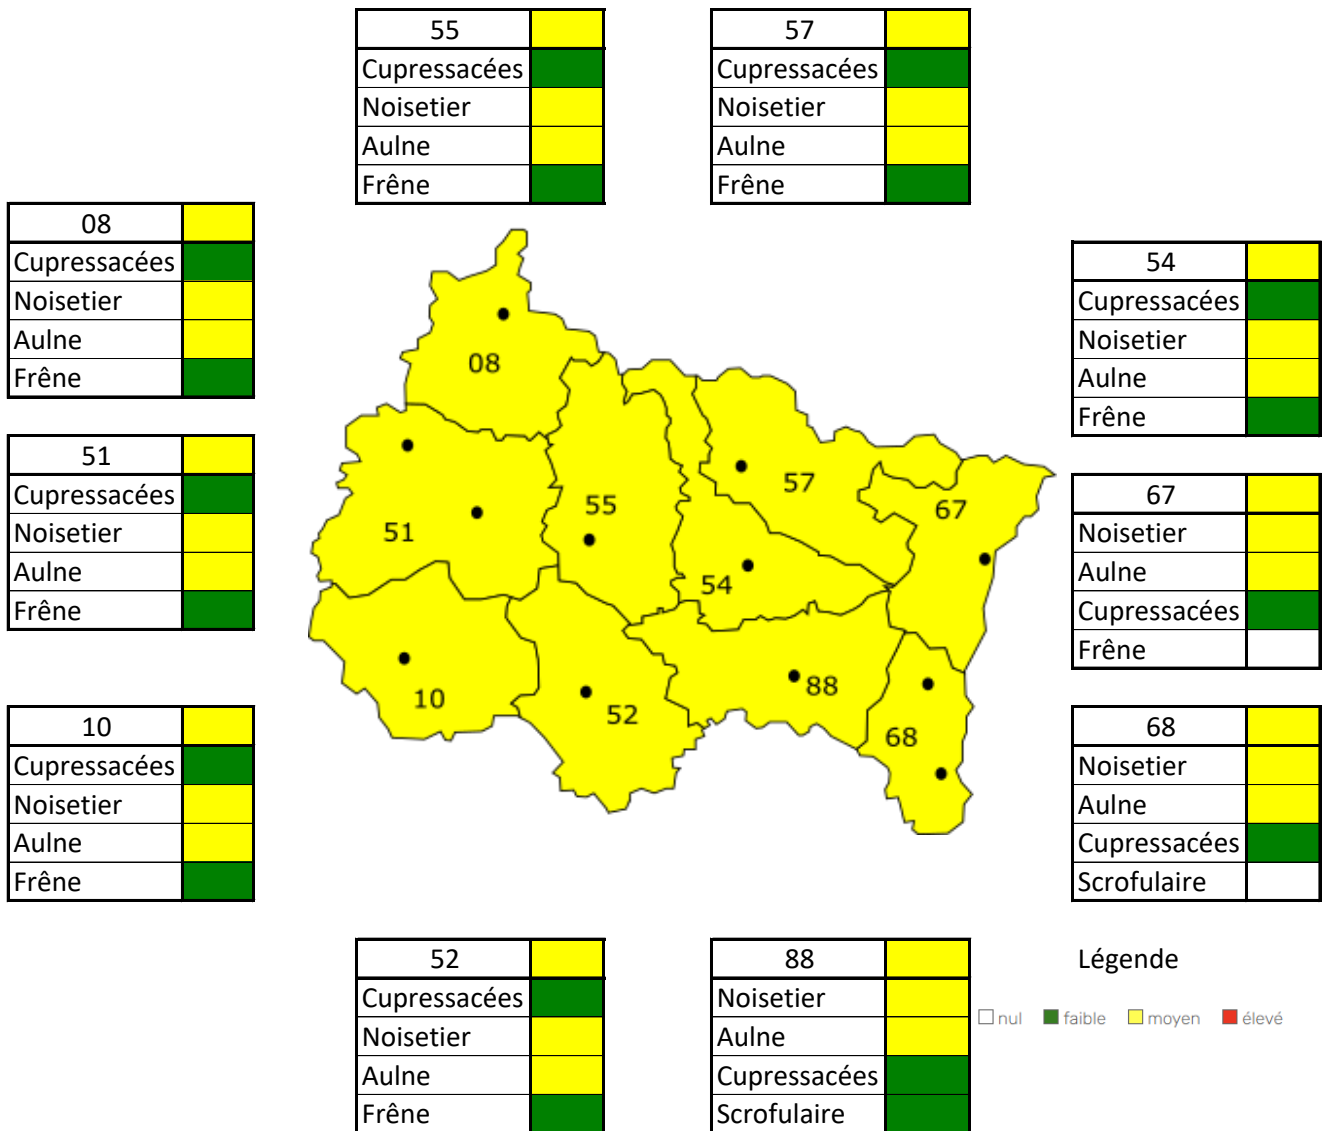 55
Cupressacées
Noisetier
Aulne
Frêne
57
Cupressacées
Noisetier
Aulne
Frêne
08
Cupressacées
Noisetier
Aulne
Frêne
54
Cupressacées
Noisetier
Aulne
Frêne
51
Cupressacées
Noisetier
Aulne
Frêne
67
Noisetier
Aulne
Cupressacées
Frêne
08
57
55
67
51
54
88
10
52
68
10
Cupressacées
Noisetier
Aulne
Frêne
68
Noisetier
Aulne
Cupressacées
Scrofulaire
52
Cupressacées
Noisetier
Aulne
Frêne
88
Noisetier
Aulne
Cupressacées
Scrofulaire
Légende
nul faible moyen élevé